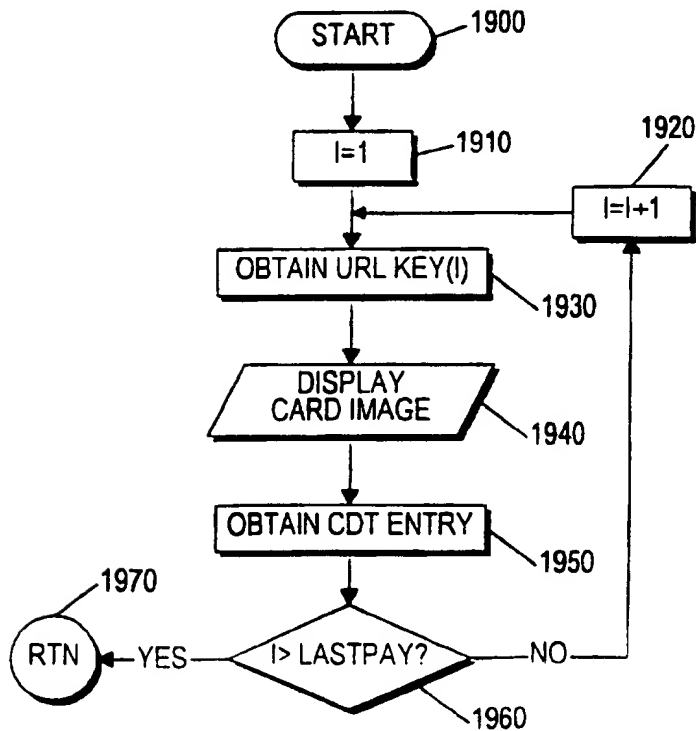 START
1900
I=1
1910
1920
I=I+1
OBTAIN URL KEY(I)
1930
DISPLAY
CARD IMAGE
1940
OBTAIN CDT ENTRY
1950
1970
RTN
YES
I> LASTPAY?
NO
1960